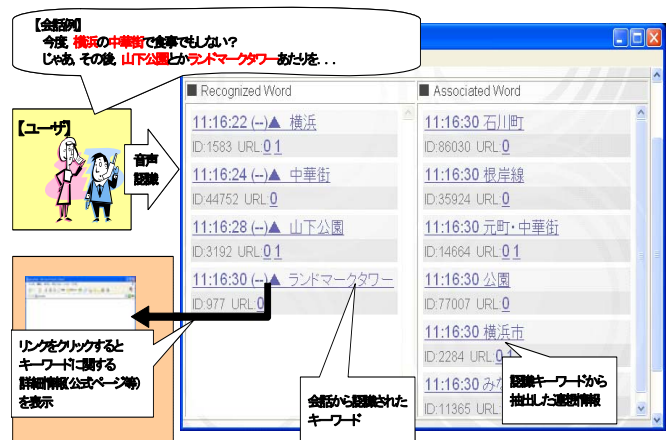 【会話例】
今度、横浜の中華街で食事でもしない？
じゃあ、その後、山下公園とかランドマークタワーあたりを...
【ユーザ】
音声
認識
■ Recognized Word
11:16:22 (--)▲ 横浜
ID:1583 URL:0 1
11:16:24 (--)▲ 中華街
ID:44752 URL:0
11:16:28 (--)▲ 山下公園
ID:3192 URL:0 1
11:16:30 (--)▲ ランドマークタワー
ID:977 URL:0
■ Associated Word
11:16:30 石川町
ID:86030 URL:0
11:16:30 根岸線
ID:35924 URL:0
11:16:30 元町・中華街
ID:14664 URL:0 1
11:16:30 公園
ID:77007 URL:0
11:16:30 横浜市
ID:2284 URL:0 1
11:16:30 みな
ID:11365 URL:
リンクをクリックすると
キーワードに関する
詳細情報(公式ページ等)
を表示
会話から認識された
キーワード
認識キーワードから
抽出した連想情報